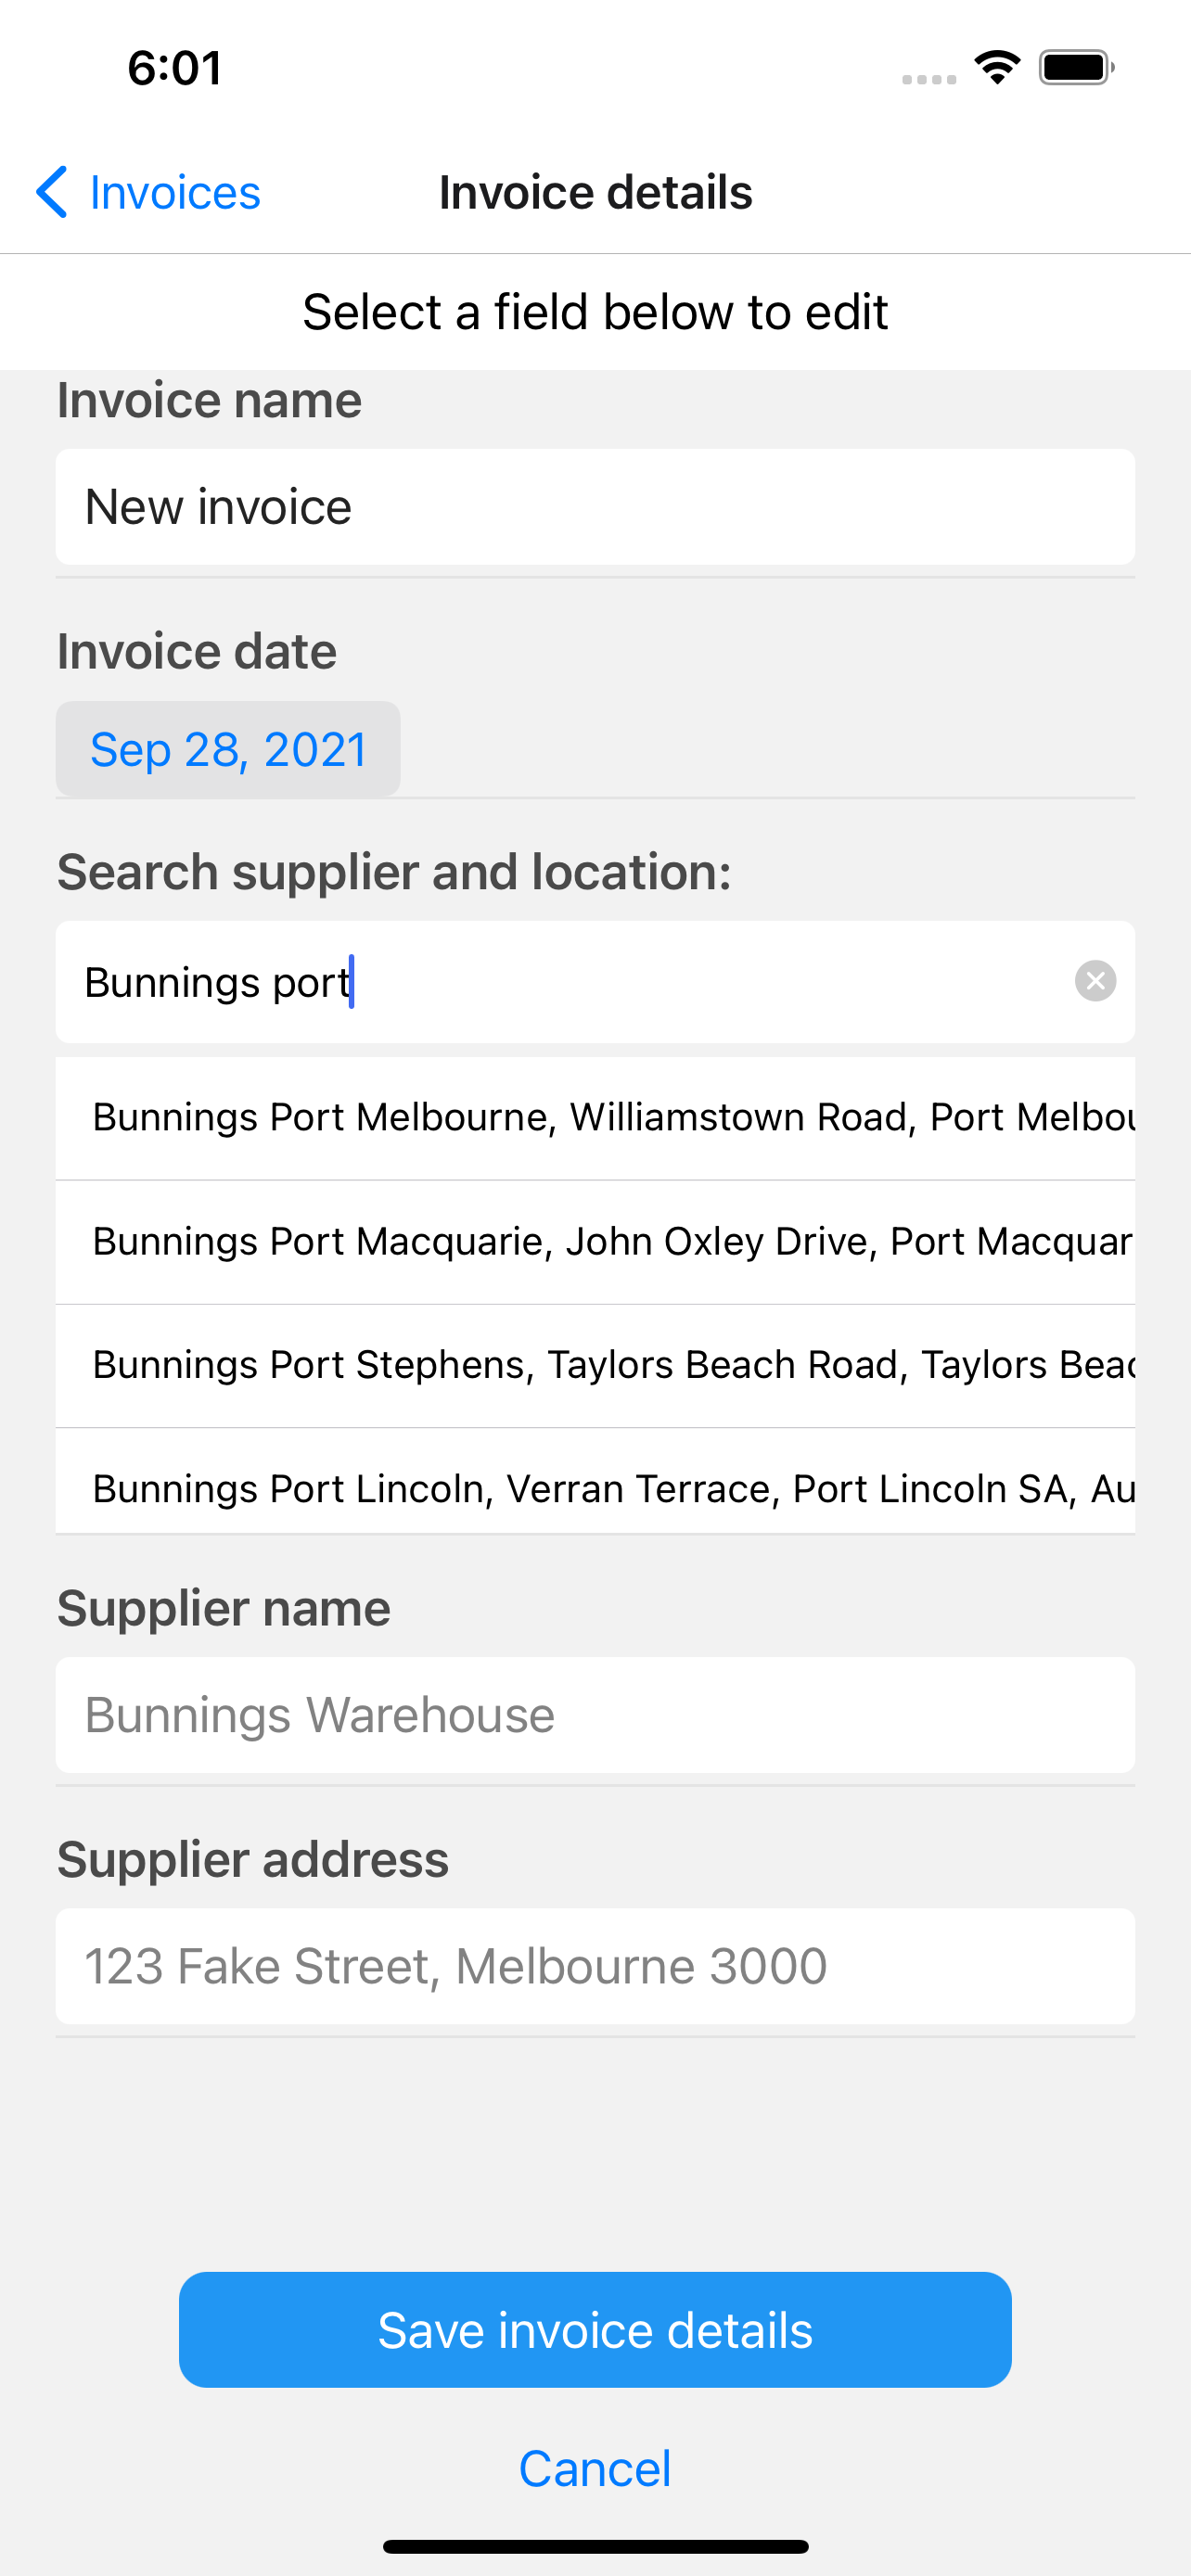 6:01
Invoices
Invoice details
Select a field below to edit
Invoice name
New invoice
Invoice date
Sep 28, 2021
Search supplier and location:
Bunnings port
Bunnings Port Melbourne, Williamstown Road, Port Melbou
Bunnings Port Macquarie, John Oxley Drive, Port Macquar
Bunnings Port Stephens, Taylors Beach Road, Taylors Beac
Bunnings Port Lincoln, Verran Terrace, Port Lincoln SA, Au
Supplier name
Bunnings Warehouse
Supplier address
123 Fake Street, Melbourne 3000
Save invoice details
Cancel